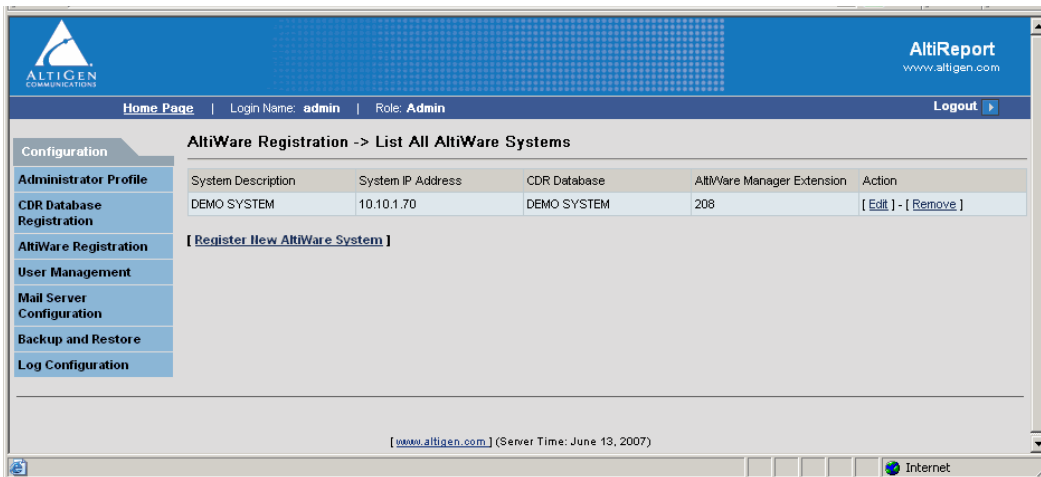 ALTIGEN
COMMUNICATIONS
AltiReport
www.altigen.com
Home Page | Login Name: admin | Role: Admin
Logout
Configuration
Administrator Profile
CDR Database
Registration
AltiWare Registration
User Management
Mail Server
Configuration
Backup and Restore
Log Configuration
AltiWare Registration -> List All AltiWare Systems
System Description System IP Address CDR Database AltiWare Manager Extension Action
DEMO SYSTEM 10.10.1.70 DEMO SYSTEM 208 [ Edit ] - [ Remove ]
[ Register New AltiWare System ]
[ www.altigen.com ] (Server Time: June 13, 2007)
Internet